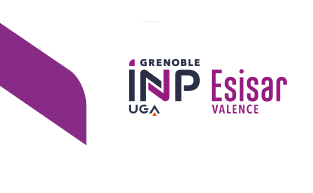 GRENOBLE
INP Esisar
UGA VALENCE